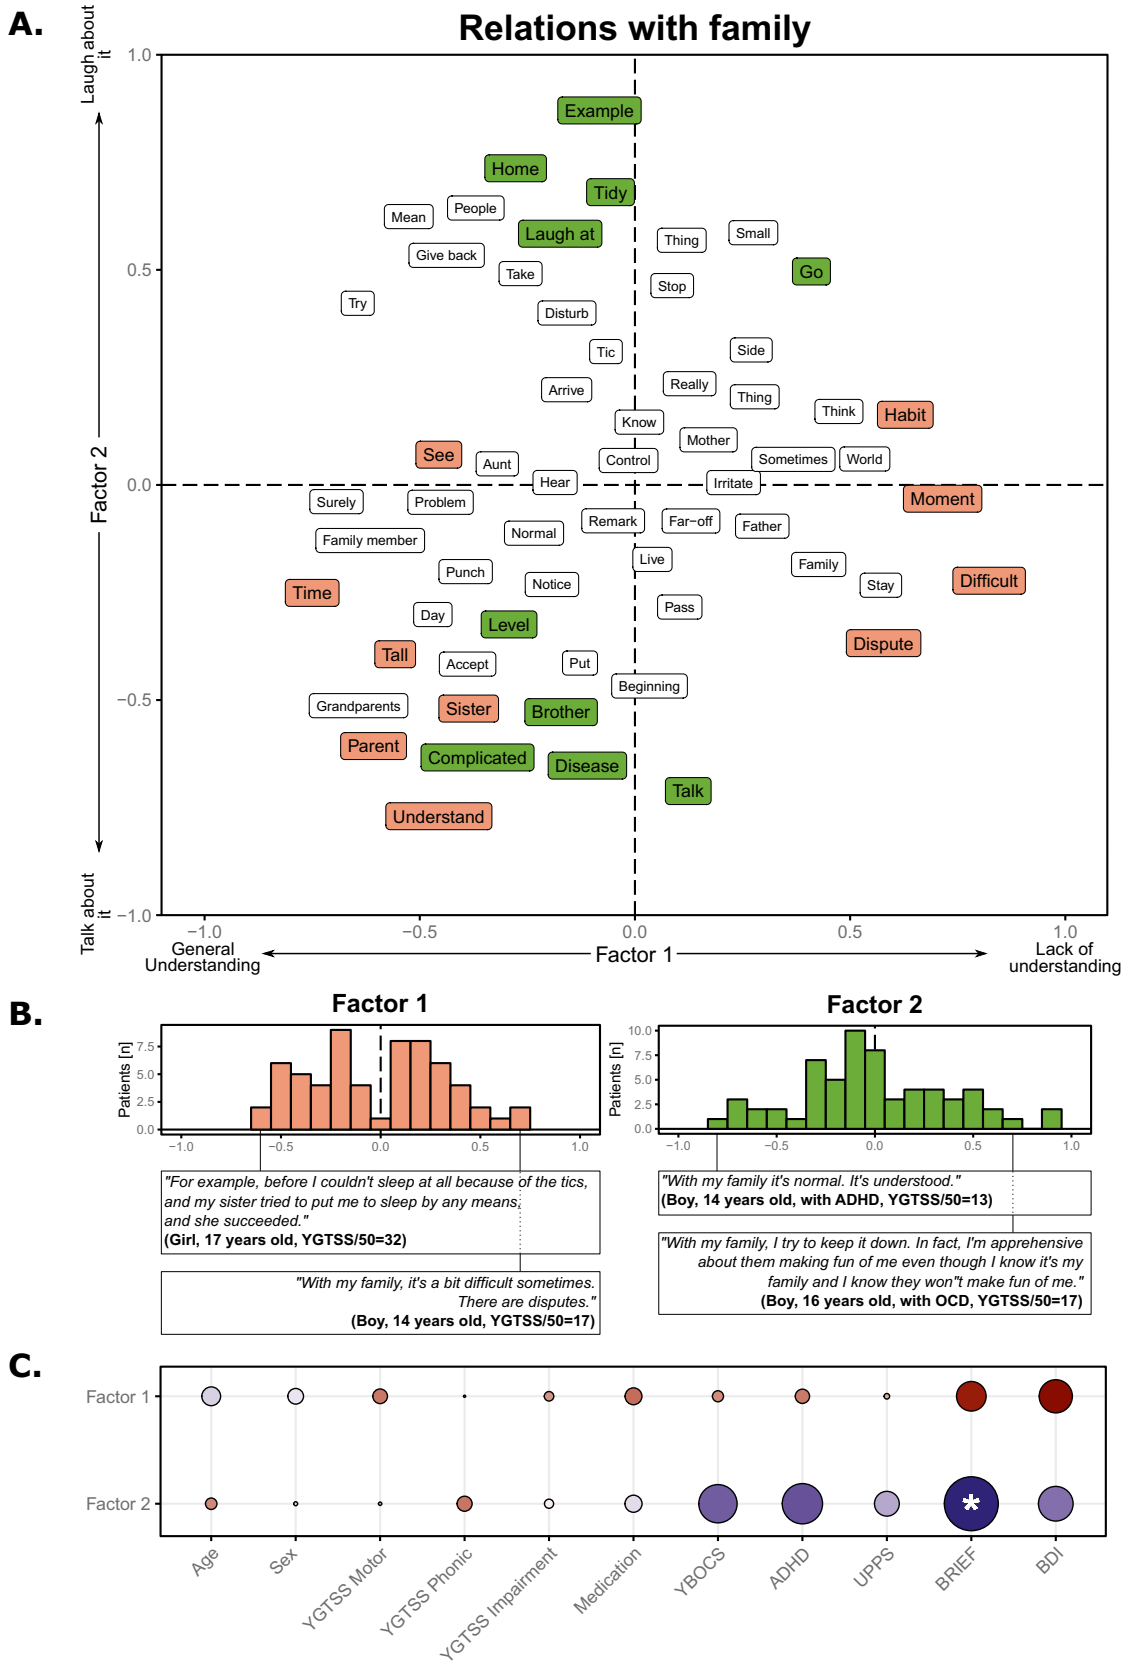 A.
Relations with family
Laugh about
it
1.0
Example
Home
Tidy
People
Mean
Laugh at
Small
Thing
Give back
0.5
Take
Go
Stop
Try
Disturb
Tic
Side
Really
Arrive
Thing
Think
Habit
Know
Mother
See
Aunt
Control
Sometimes
World
Factor 2
0.0
Hear
Irritate
Surely
Problem
Moment
Remark
Far−off
Father
Normal
Family member
Live
Family
Punch
Notice
Stay
Difficult
Time
Day
Pass
Level
Dispute
Tall
Accept
Put
Beginning
−0.5
Grandparents
Sister
Brother
Parent
Complicated
Disease
Talk
Understand
Talk about
it
−1.0
−1.0
−0.5
0.0
0.5
1.0
General
Understanding
Factor 1
Lack of
understanding
B.
Factor 1
Patients [n]
7.5
5.0
2.5
0.0
−1.0
−0.5
0.0
0.5
1.0
"For example, before I couldn't sleep at all because of the tics,
and my sister tried to put me to sleep by any means,
and she succeeded."
(Girl, 17 years old, YGTSS/50=32)
"With my family, it's a bit difficult sometimes.
There are disputes."
(Boy, 14 years old, YGTSS/50=17)
Factor 2
Patients [n]
10.0
7.5
5.0
2.5
0.0
−1.0
−0.5
0.0
0.5
1.0
"With my family it's normal. It's understood."
(Boy, 14 years old, with ADHD, YGTSS/50=13)
"With my family, I try to keep it down. In fact, I'm apprehensive
about them making fun of me even though I know it's my
family and I know they won"t make fun of me."
(Boy, 16 years old, with OCD, YGTSS/50=17)
C.
Factor 1
Factor 2
*
Age
Sex
YGTSS Motor
YGTSS Phonic
YGTSS Impairment
Medication
YBOCS
ADHD
UPPS
BRIEF
BDI